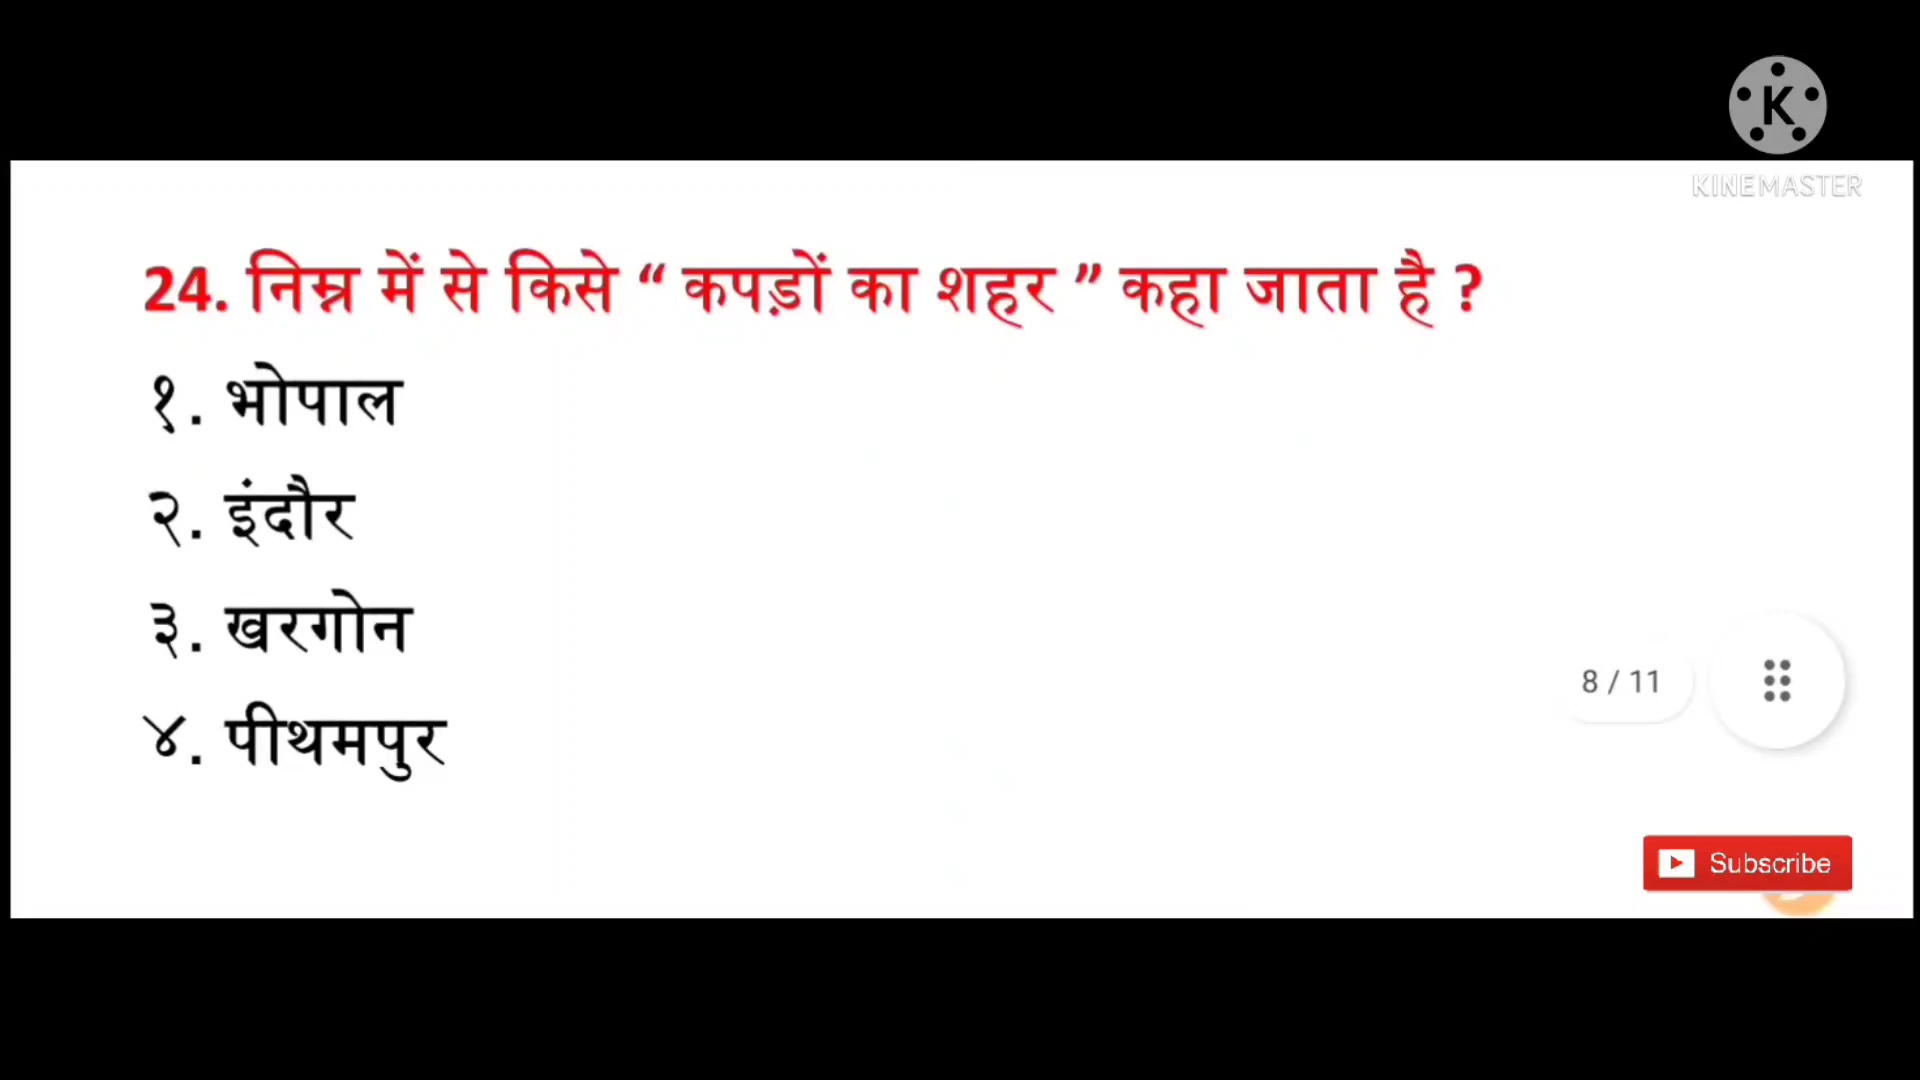 KINEMASTER
24. निम्न में से किसे “ कपड़ों का शहर ” कहा जाता है ?
१. भोपाल
२. इंदौर
३. खरगोन
४. पीथमपुर
8 / 11
Subscribe